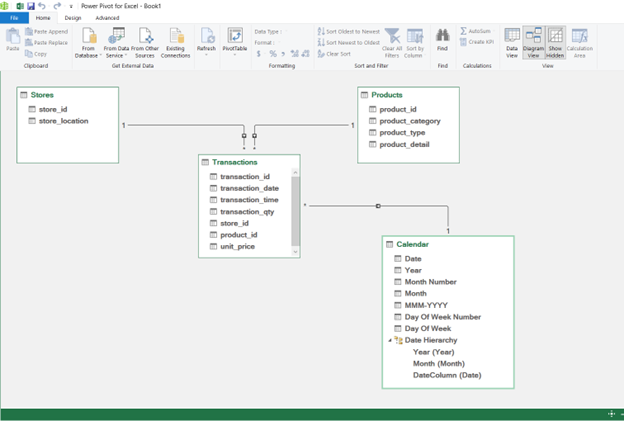 Power Pivot for Excel - Book1
File Home Design Advanced
Paste
Paste Append
Paste Replace
Copy
Clipboard
From Database
From Data Service
From Other Sources
Existing Connections
Get External Data
Refresh
PivotTable
Data Type :
Format :
$ %
Formatting
Sort Oldest to Newest
Sort Newest to Oldest
Clear Sort
Clear All Filters
Sort by Column
Sort and Filter
Find
Find
AutoSum
Create KPI
Calculations
Data View
Diagram View
Show Hidden
Calculation Area
View
Stores
store_id
store_location
1
Products
product_id
product_category
product_type
product_detail
1
*
*
Transactions
transaction_id
transaction_date
transaction_time
transaction_qty
store_id
product_id
unit_price
*
1
Calendar
Date
Year
Month Number
Month
MMM-YYYY
Day Of Week Number
Day Of Week
Date Hierarchy
Year (Year)
Month (Month)
DateColumn (Date)